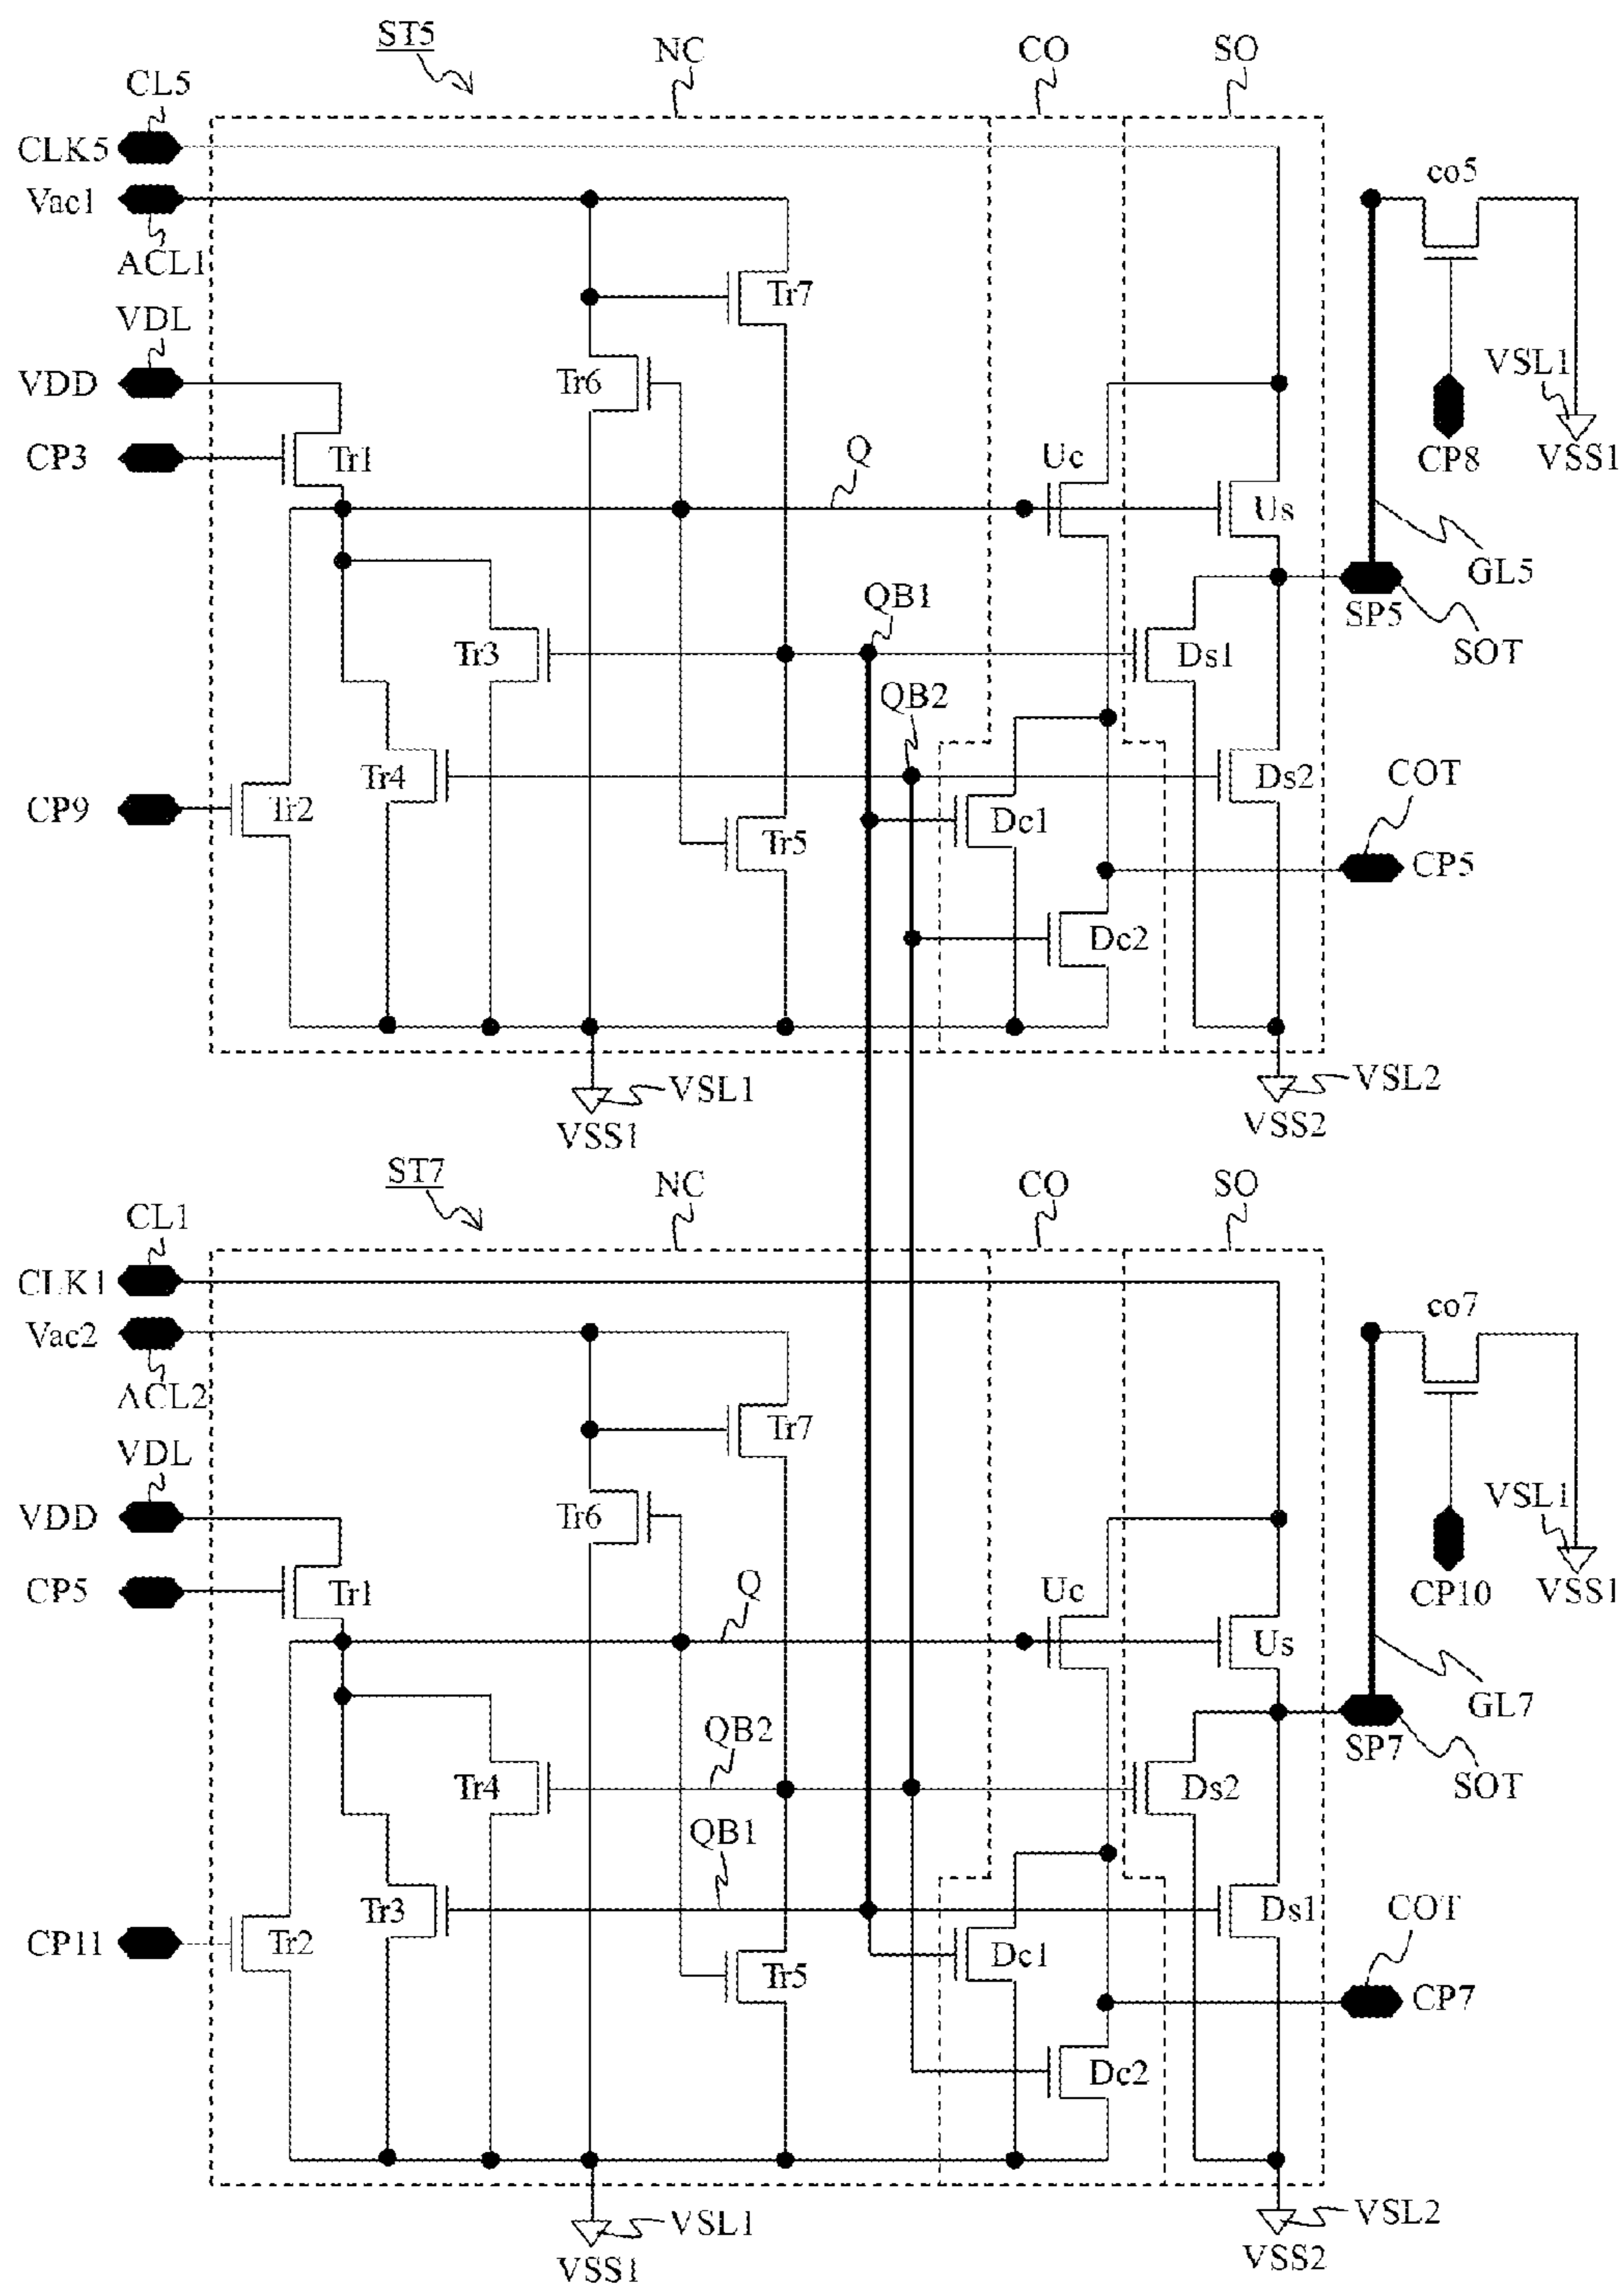 ST5
NC
CO
SO
CL5
CLK5
Vac1
ACL1
VDL
VDD
CP3
Tr1
Tr7
Tr6
Q
Uc
Us
co5
VSL1
CP8
VSS1
GL5
SP5
SOT
QB1
Tr3
Ds1
QB2
Tr4
Ds2
COT
CP9
Tr2
Dc1
Tr5
CP5
Dc2
VSL1
VSS1
VSL2
VSS2
ST7
NC
CO
SO
CL1
CLK1
Vac2
ACL2
VDL
VDD
CP5
Tr1
Tr7
Tr6
Q
Uc
Us
co7
VSL1
CP10
VSS1
GL7
SP7
SOT
QB2
Tr4
Ds2
QB1
Tr3
Ds1
COT
CP11
Tr2
Dc1
Tr5
CP7
Dc2
VSL1
VSS1
VSL2
VSS2